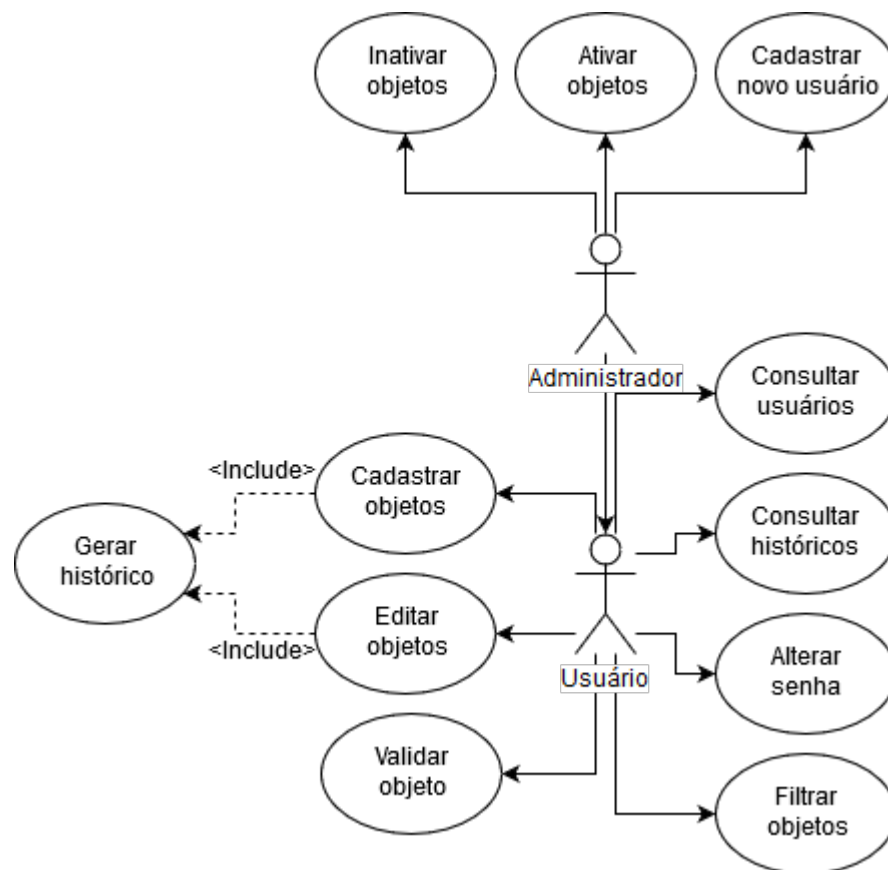 Inativar
objetos
Ativar
objetos
Cadastrar
novo usuário
Administrador
Consultar
usuários
<Include>
Cadastrar
objetos
Consultar
históricos
Gerar
histórico
Editar
objetos
<Include>
Usuário
Alterar
senha
Validar
objeto
Filtrar
objetos